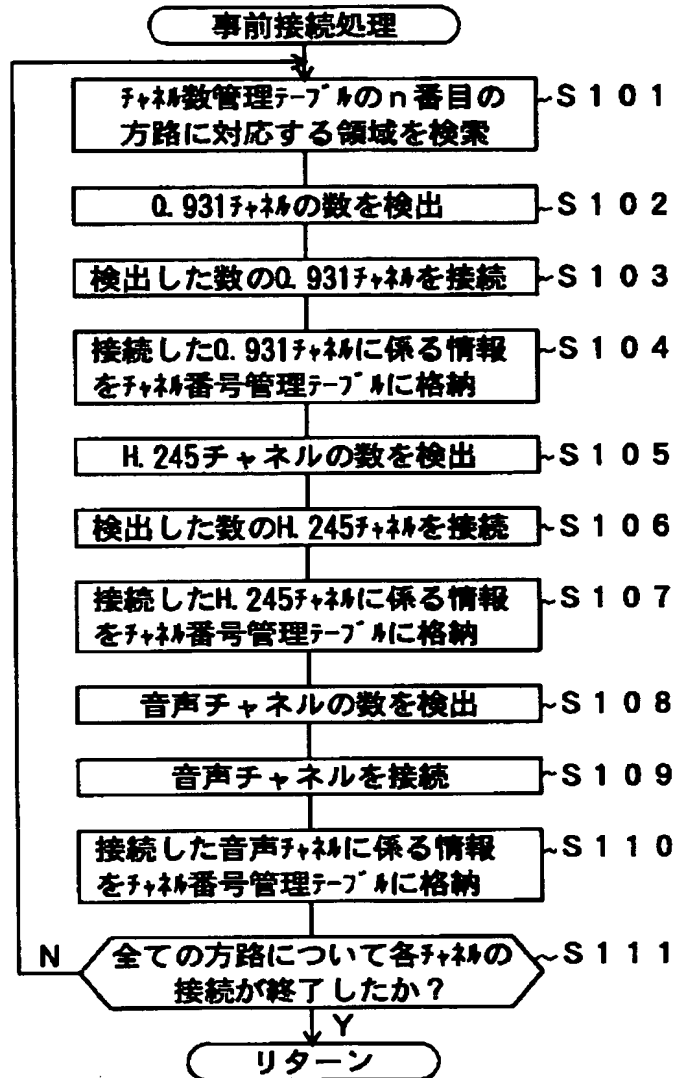 事前接続処理
ﾁｬﾈﾙ数管理ﾃｰﾌﾞﾙのn番目の
方路に対応する領域を検索
~S101
Q.931ﾁｬﾈﾙの数を検出
~S102
検出した数のQ.931ﾁｬﾈﾙを接続
~S103
接続したQ.931ﾁｬﾈﾙに係る情報
をﾁｬﾈﾙ番号管理ﾃｰﾌﾞﾙに格納
~S104
H.245チャネルの数を検出
~S105
検出した数のH.245ﾁｬﾈﾙを接続
~S106
接続したH.245ﾁｬﾈﾙに係る情報
をﾁｬﾈﾙ番号管理ﾃｰﾌﾞﾙに格納
~S107
音声チャネルの数を検出
~S108
音声チャネルを接続
~S109
接続した音声ﾁｬﾈﾙに係る情報
をﾁｬﾈﾙ番号管理ﾃｰﾌﾞﾙに格納
~S110
N
全ての方路について各ﾁｬﾈﾙの
接続が終了したか？
~S111
Y
リターン